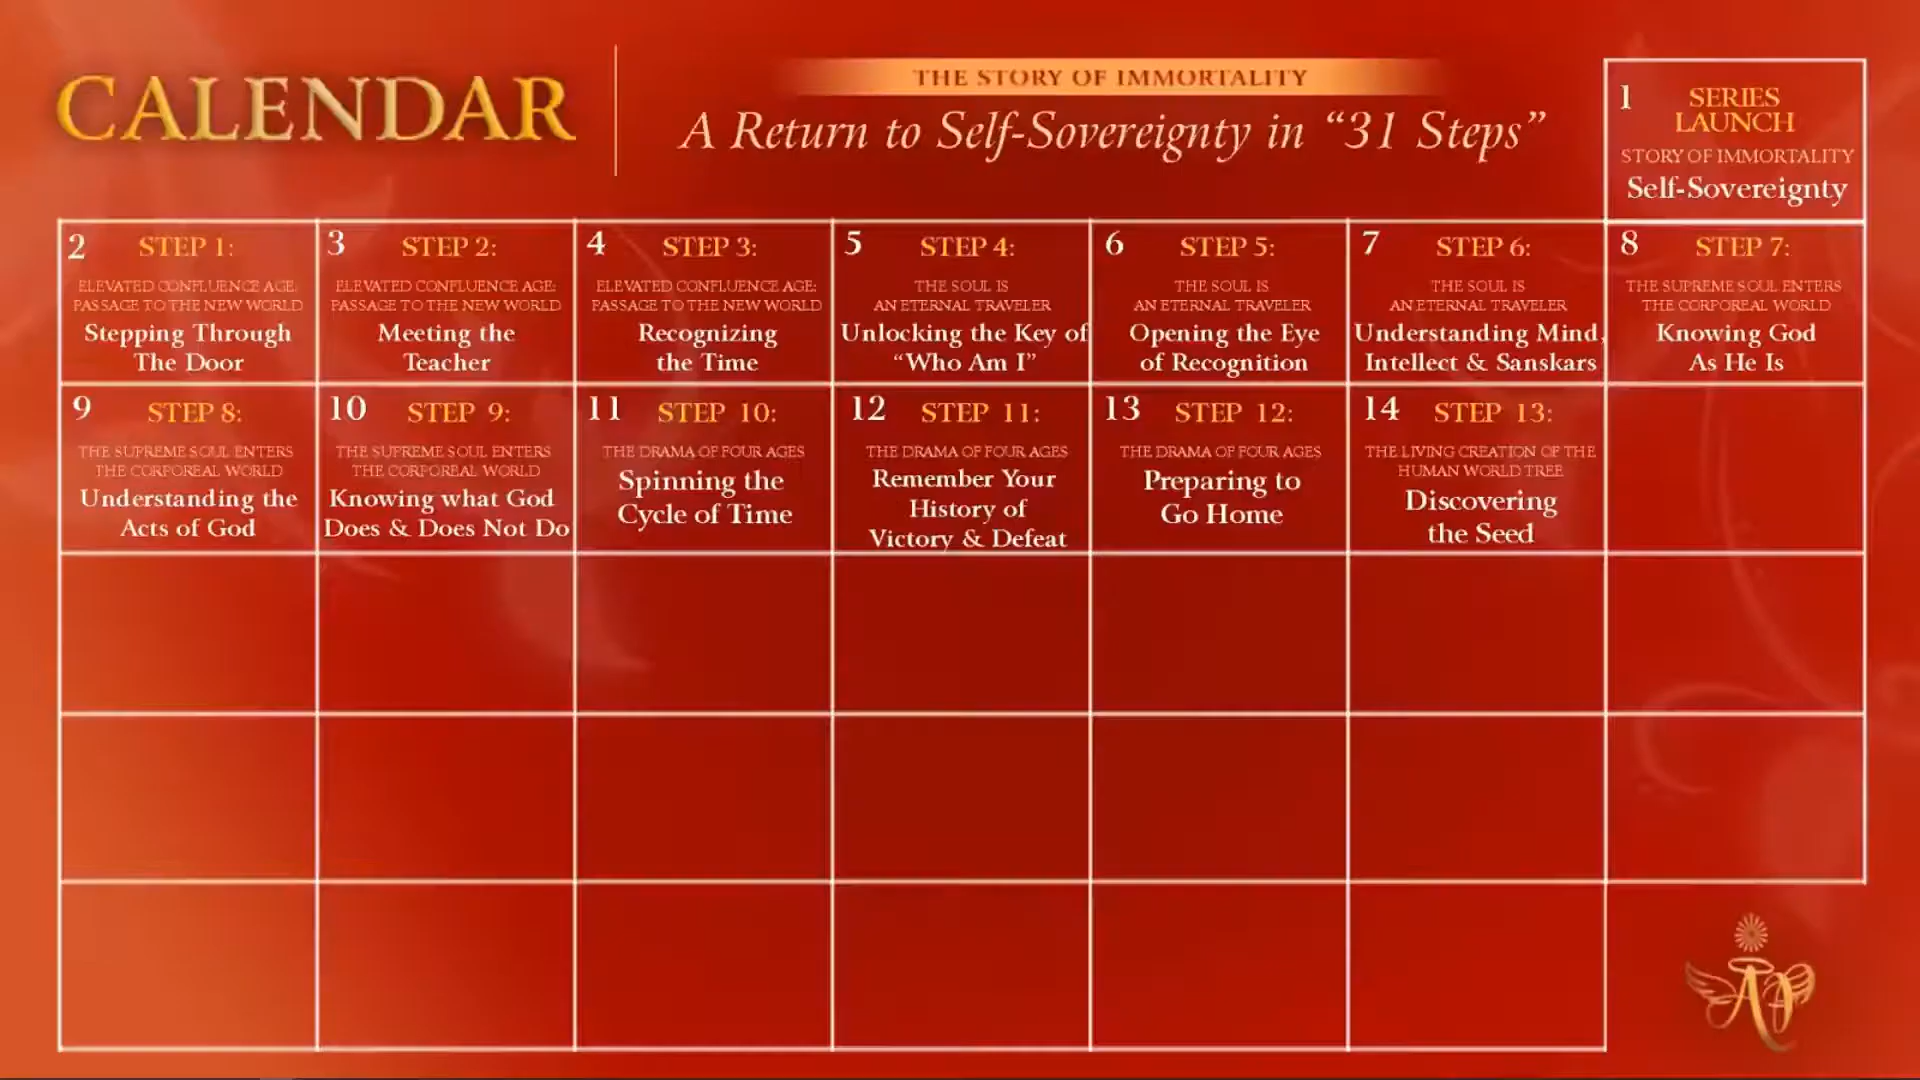 CALENDAR
THE STORY OF IMMORTALITY
A Return to Self-Sovereignty in “31 Steps”
1
SERIES
LAUNCH
STORY OF IMMORTALITY
Self-Sovereignty
2
STEP 1:
ELEVATED CONFLUENCE AGE:
PASSAGE TO THE NEW WORLD
Stepping Through
The Door
3
STEP 2:
ELEVATED CONFLUENCE AGE:
PASSAGE TO THE NEW WORLD
Meeting the
Teacher
4
STEP 3:
ELEVATED CONFLUENCE AGE:
PASSAGE TO THE NEW WORLD
Recognizing
the Time
5
STEP 4:
THE SOUL IS
AN ETERNAL TRAVELER
Unlocking the Key of
“Who Am I”
6
STEP 5:
THE SOUL IS
AN ETERNAL TRAVELER
Opening the Eye
of Recognition
7
STEP 6:
THE SOUL IS
AN ETERNAL TRAVELER
Understanding Mind,
Intellect & Sanskars
8
STEP 7:
THE SUPREME SOUL ENTERS
THE CORPOREAL WORLD
Knowing God
As He Is
9
STEP 8:
THE SUPREME SOUL ENTERS
THE CORPOREAL WORLD
Understanding the
Acts of God
10
STEP 9:
THE SUPREME SOUL ENTERS
THE CORPOREAL WORLD
Knowing what God
Does & Does Not Do
11
STEP 10:
THE DRAMA OF FOUR AGES
Spinning the
Cycle of Time
12
STEP 11:
THE DRAMA OF FOUR AGES
Remember Your
History of
Victory & Defeat
13
STEP 12:
THE DRAMA OF FOUR AGES
Preparing to
Go Home
14
STEP 13:
THE LIVING CREATION OF THE
HUMAN WORLD TREE
Discovering
the Seed